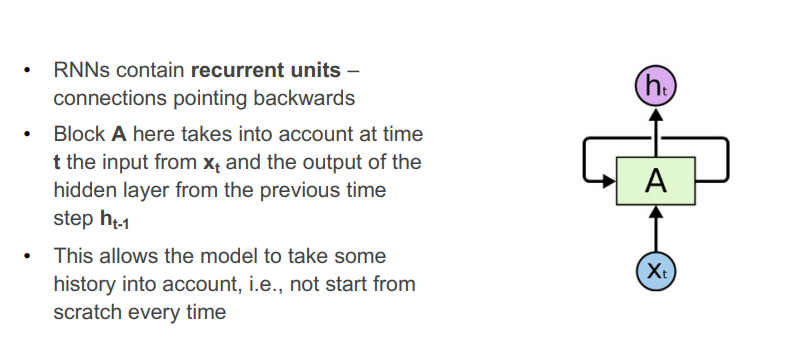 • RNNs contain recurrent units –
connections pointing backwards
• Block A here takes into account at time
t the input from xₜ and the output of the
hidden layer from the previous time
step hₜ₋₁
• This allows the model to take some
history into account, i.e., not start from
scratch every time
hₜ
A
Xₜ